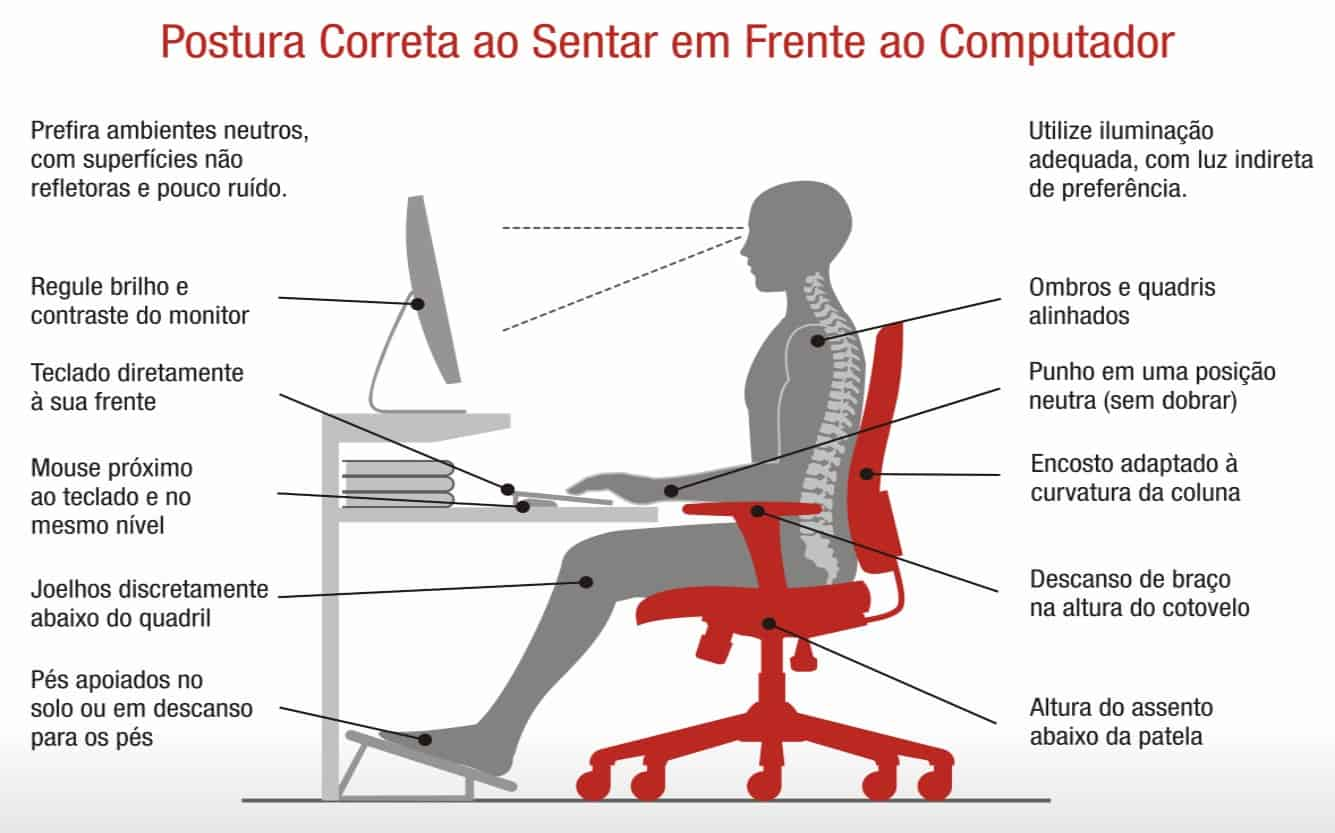 Postura Correta ao Sentar em Frente ao Computador
Prefira ambientes neutros,
com superfícies não
refletoras e pouco ruído.
Regule brilho e
contraste do monitor
Teclado diretamente
à sua frente
Mouse próximo
ao teclado e no
mesmo nível
Joelhos discretamente
abaixo do quadril
Pés apoiados no
solo ou em descanso
para os pés
Utilize iluminação
adequada, com luz indireta
de preferência.
Ombros e quadris
alinhados
Punho em uma posição
neutra (sem dobrar)
Encosto adaptado à
curvatura da coluna
Descanso de braço
na altura do cotovelo
Altura do assento
abaixo da patela